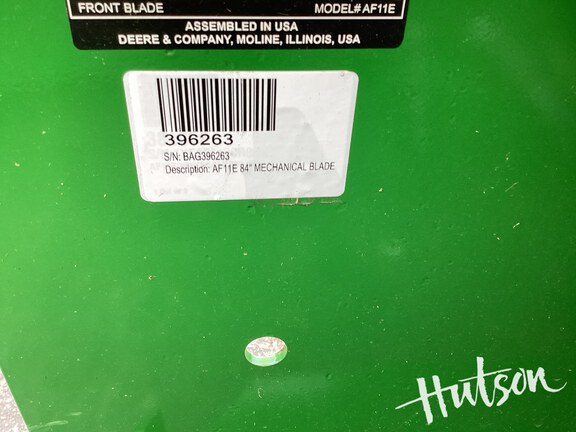 FRONT BLADE MODEL# AF11E
ASSEMBLED IN USA
DEERE & COMPANY, MOLINE, ILLINOIS, USA
396263
S/N: BAG396263
Description: AF11E 84" MECHANICAL BLADE
Hutson